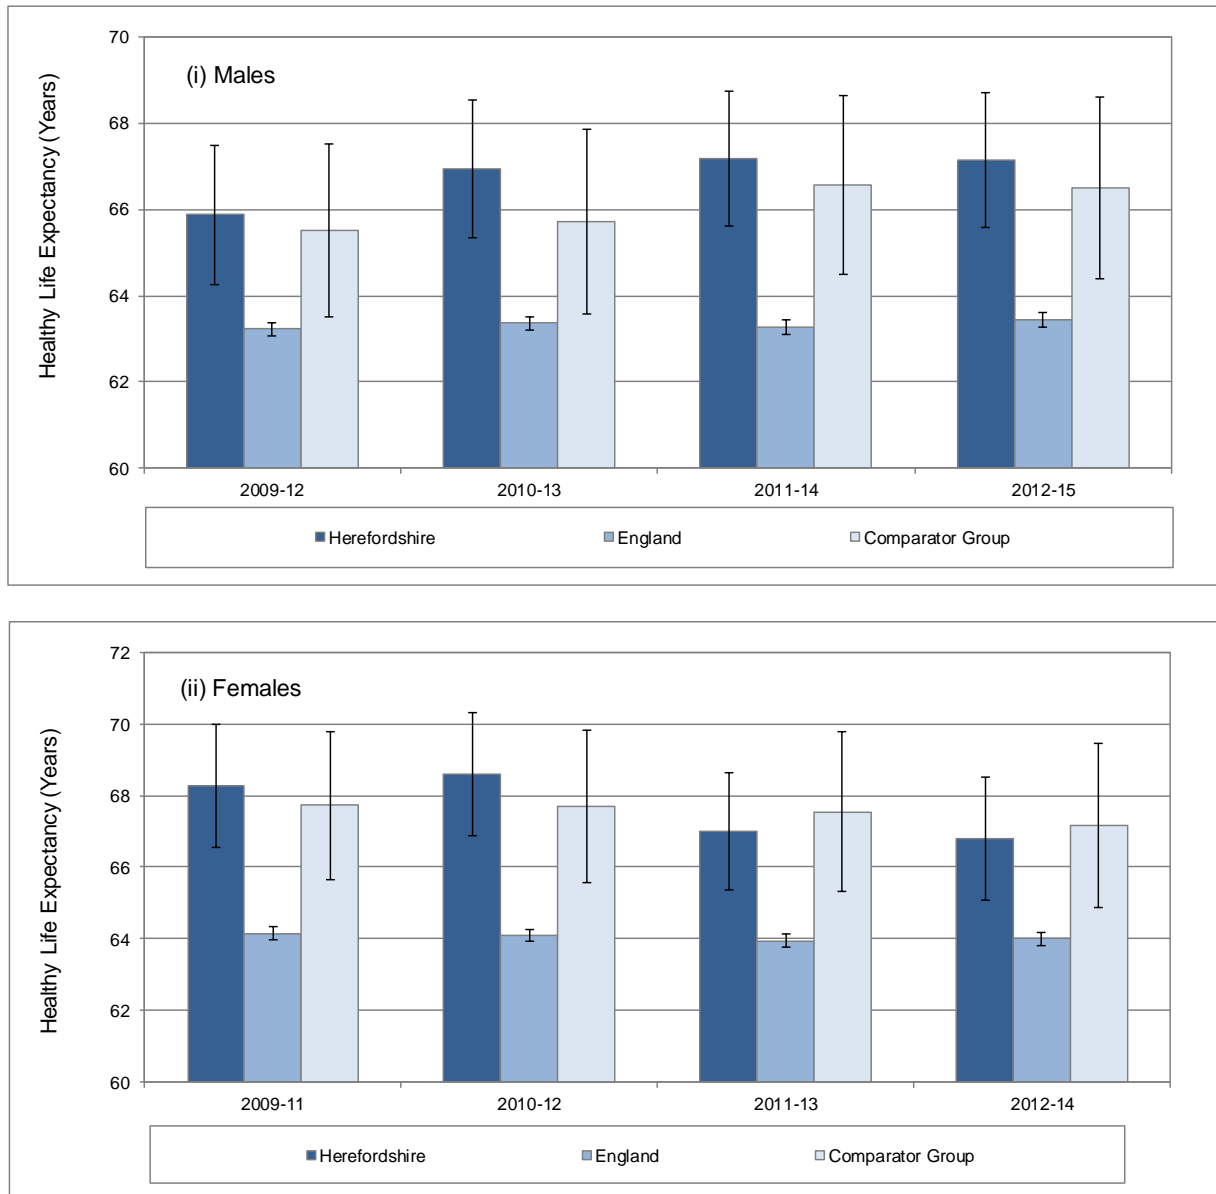 70
(i) Males
68
66
64
62
60
Healthy Life Expectancy (Years)
2009-12 2010-13 2011-14 2012-15
Herefordshire England Comparator Group
72
(ii) Females
70
68
66
64
62
60
Healthy Life Expectancy (Years)
2009-11 2010-12 2011-13 2012-14
Herefordshire England Comparator Group